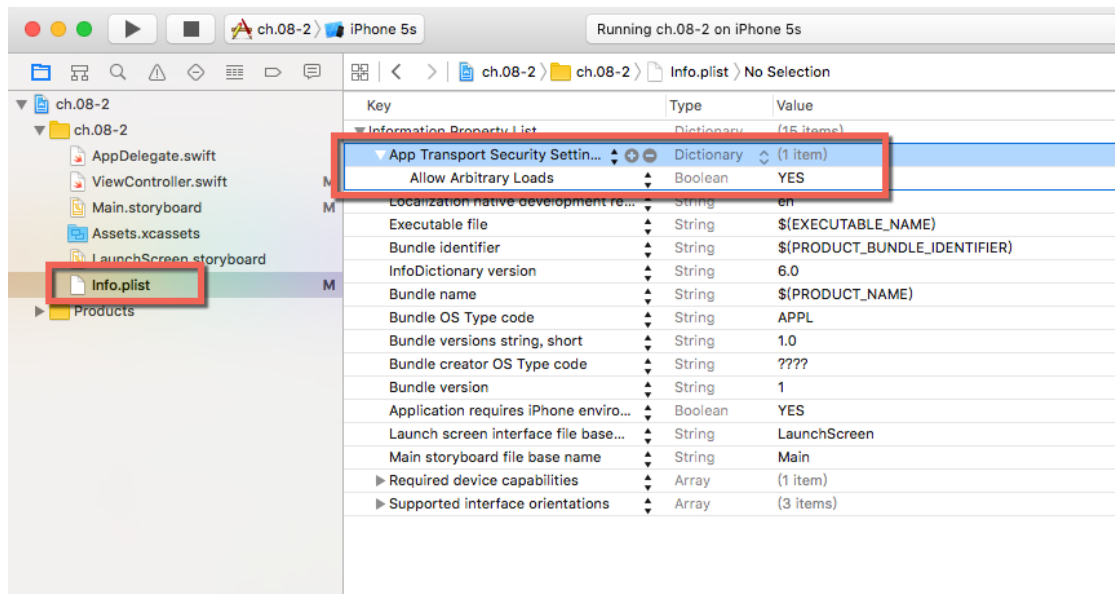 ch.08-2 〉 iPhone 5s
Running ch.08-2 on iPhone 5s
ch.08-2 〉 ch.08-2 〉 Info.plist 〉 No Selection
ch.08-2
ch.08-2
AppDelegate.swift
ViewController.swift M
Main.storyboard M
Assets.xcassets
LaunchScreen.storyboard
Info.plist M
Products
Key Type Value
Information Property List Dictionary (15 items)
App Transport Security Settin... Dictionary (1 item)
Allow Arbitrary Loads Boolean YES
Localization native development re... String en
Executable file String $(EXECUTABLE_NAME)
Bundle identifier String $(PRODUCT_BUNDLE_IDENTIFIER)
InfoDictionary version String 6.0
Bundle name String $(PRODUCT_NAME)
Bundle OS Type code String APPL
Bundle versions string, short String 1.0
Bundle creator OS Type code String ????
Bundle version String 1
Application requires iPhone enviro... Boolean YES
Launch screen interface file base... String LaunchScreen
Main storyboard file base name String Main
Required device capabilities Array (1 item)
Supported interface orientations Array (3 items)